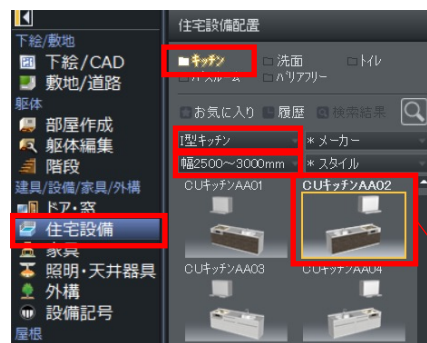 下絵/敷地
下絵/CAD
敷地/道路
躯体
部屋作成
躯体編集
階段
建具/設備/家具/外構
ドア・窓
住宅設備
家具
照明・天井器具
外構
設備記号
屋根
住宅設備配置
キッチン 洗面 トイレ
バスルーム バリアフリー
お気に入り 履歴 検索結果
I型キッチン *メーカー
幅2500～3000mm *スタイル
CUキッチンAA01 CUキッチンAA02
CUキッチンAA03 CUキッチンAA04